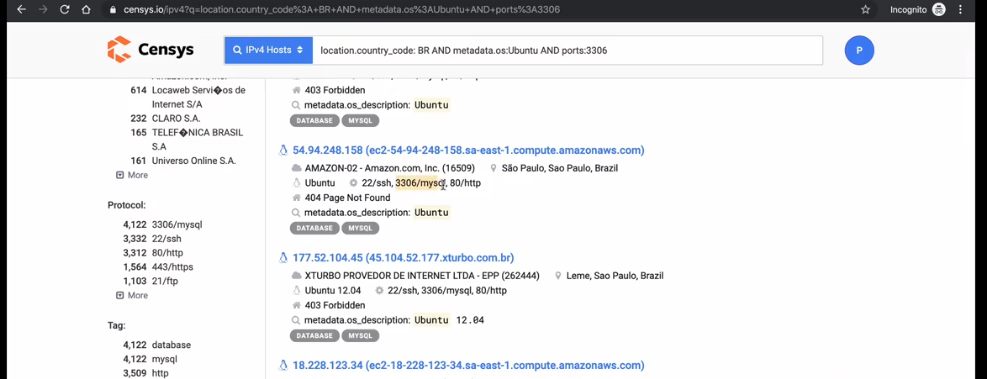 censys.io/ipv4?q=location.country_code%3A+BR+AND+metadata.os%3AUbuntu+AND+ports%3A3306
Incognito
Censys
IPv4 Hosts
location.country_code: BR AND metadata.os:Ubuntu AND ports:3306
P
614 Locaweb Servi�os de
Internet S/A
232 CLARO S.A.
165 TELEF�NICA BRASIL
S.A
161 Universo Online S.A.
More
Protocol:
4,122 3306/mysql
3,332 22/ssh
3,312 80/http
1,564 443/https
1,103 21/ftp
More
Tag:
4,122 database
4,122 mysql
3,509 http
403 Forbidden
metadata.os_description: Ubuntu
DATABASE MYSQL
54.94.248.158 (ec2-54-94-248-158.sa-east-1.compute.amazonaws.com)
AMAZON-02 - Amazon.com, Inc. (16509) São Paulo, Sao Paulo, Brazil
Ubuntu 22/ssh, 3306/mysql, 80/http
404 Page Not Found
metadata.os_description: Ubuntu
DATABASE MYSQL
177.52.104.45 (45.104.52.177.xturbo.com.br)
XTURBO PROVEDOR DE INTERNET LTDA - EPP (262444) Leme, Sao Paulo, Brazil
Ubuntu 12.04 22/ssh, 3306/mysql, 80/http
403 Forbidden
metadata.os_description: Ubuntu 12.04
DATABASE MYSQL
18.228.123.34 (ec2-18-228-123-34.sa-east-1.compute.amazonaws.com)